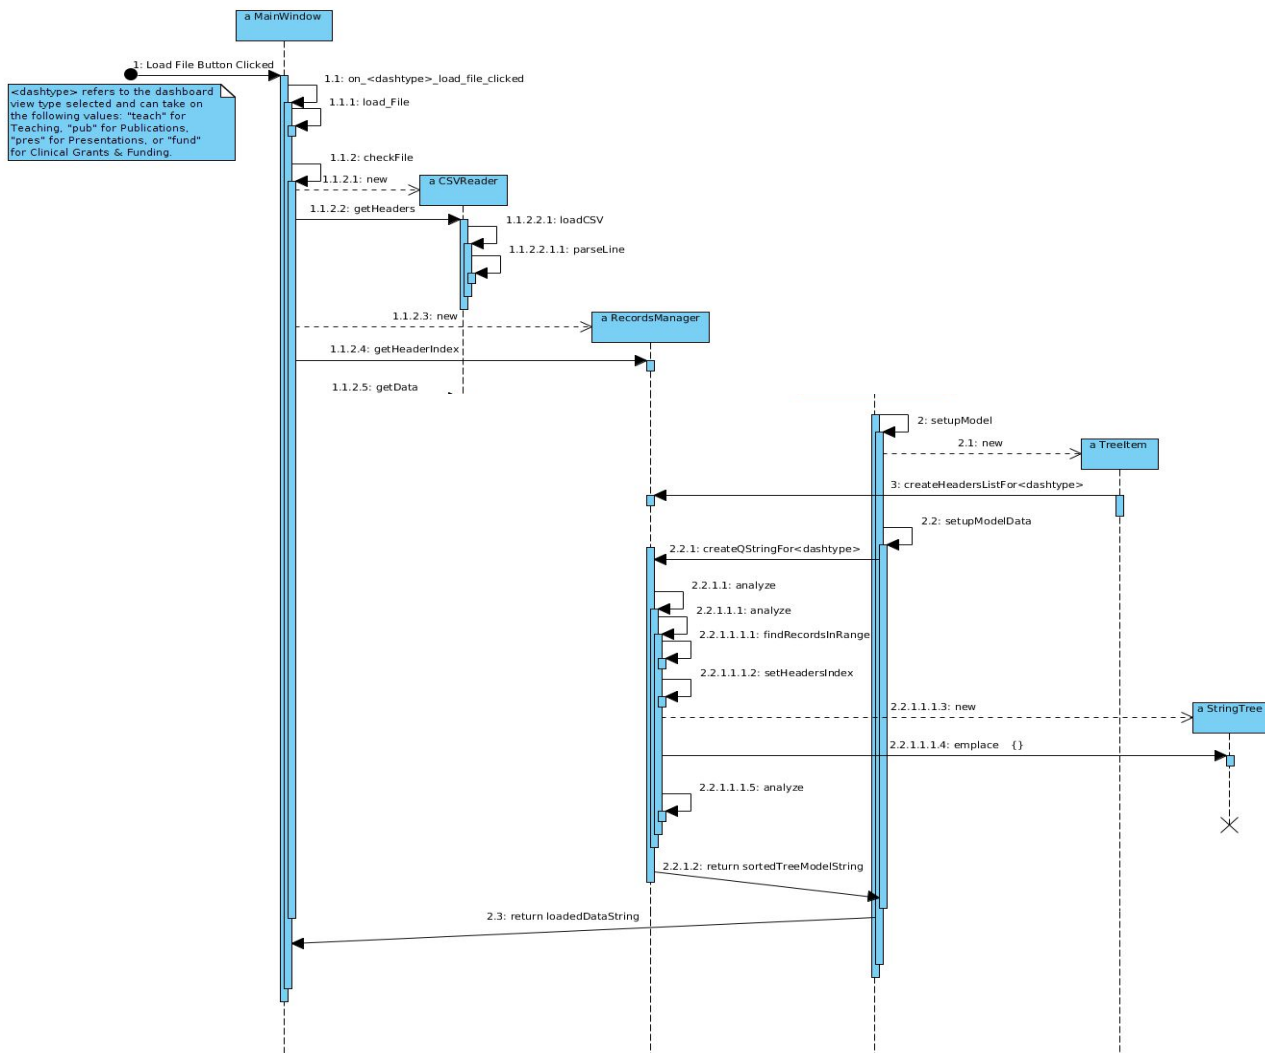 a MainWindow
1: Load File Button Clicked
<dashtype> refers to the dashboard
view type selected and can take on
the following values: "teach" for
Teaching, "pub" for Publications,
"pres" for Presentations, or "fund"
for Clinical Grants & Funding.
1.1: on_<dashtype>_load_file_clicked
1.1.1: load_File
1.1.2: checkFile
1.1.2.1: new
a CSVReader
1.1.2.2: getHeaders
1.1.2.2.1: loadCSV
1.1.2.2.1.1: parseLine
1.1.2.3: new
a RecordsManager
1.1.2.4: getHeaderIndex
1.1.2.5: getData
2: setupModel
2.1: new
a TreeItem
3: createHeadersListFor<dashtype>
2.2: setupModelData
2.2.1: createQStringFor<dashtype>
2.2.1.1: analyze
2.2.1.1.1: analyze
2.2.1.1.1.1: findRecordsInRange
2.2.1.1.1.2: setHeadersIndex
2.2.1.1.1.3: new
a StringTree
2.2.1.1.1.4: emplace {}
2.2.1.1.1.5: analyze
2.2.1.2: return sortedTreeModelString
2.3: return loadedDataString